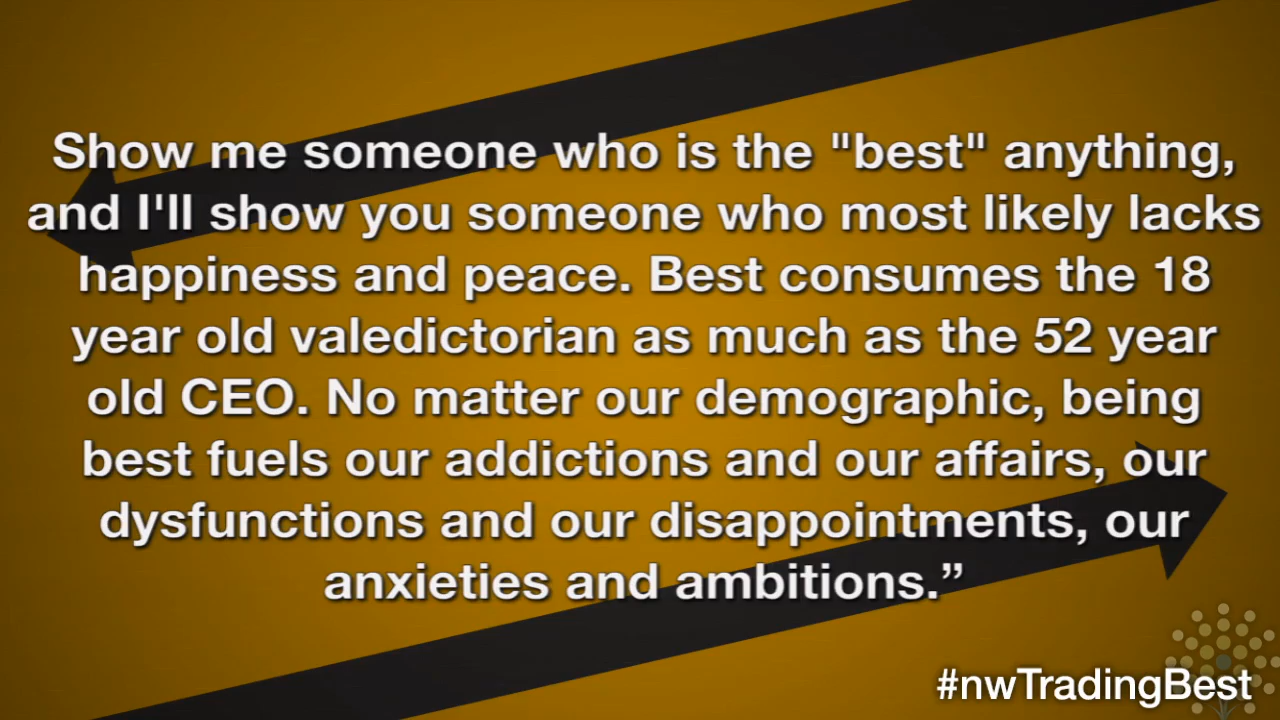 Show me someone who is the "best" anything,
and I'll show you someone who most likely lacks
happiness and peace. Best consumes the 18
year old valedictorian as much as the 52 year
old CEO. No matter our demographic, being
best fuels our addictions and our affairs, our
dysfunctions and our disappointments, our
anxieties and ambitions.”
#nwTradingBest